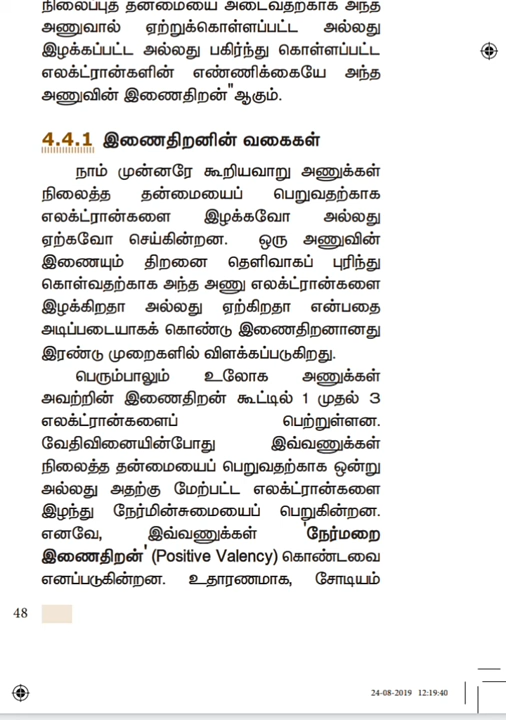 நிலைப்புத் தன்மையை அடைவதற்காக அந்த
அணுவால் ஏற்றுக்கொள்ளப்பட்ட அல்லது
இழக்கப்பட்ட அல்லது பகிர்ந்து கொள்ளப்பட்ட
எலக்ட்ரான்களின் எண்ணிக்கையே அந்த
அணுவின் இணைதிறன்"ஆகும்.
4.4.1 இணைதிறனின் வகைகள்
நாம் முன்னரே கூறியவாறு அணுக்கள்
நிலைத்த தன்மையைப் பெறுவதற்காக
எலக்ட்ரான்களை இழக்கவோ அல்லது
ஏற்கவோ செய்கின்றன. ஒரு அணுவின்
இணையும் திறனை தெளிவாகப் புரிந்து
கொள்வதற்காக அந்த அணு எலக்ட்ரான்களை
இழக்கிறதா அல்லது ஏற்கிறதா என்பதை
அடிப்படையாகக் கொண்டு இணைதிறனானது
இரண்டு முறைகளில் விளக்கப்படுகிறது.
பெரும்பாலும் உலோக அணுக்கள்
அவற்றின் இணைதிறன் கூட்டில் 1 முதல் 3
எலக்ட்ரான்களைப் பெற்றுள்ளன.
வேதிவினையின்போது இவ்வணுக்கள்
நிலைத்த தன்மையைப் பெறுவதற்காக ஒன்று
அல்லது அதற்கு மேற்பட்ட எலக்ட்ரான்களை
இழந்து நேர்மின்சுமையைப் பெறுகின்றன.
எனவே, இவ்வணுக்கள் 'நேர்மறை
இணைதிறன்' (Positive Valency) கொண்டவை
எனப்படுகின்றன. உதாரணமாக, சோடியம்
48
24-08-2019 12:19:40